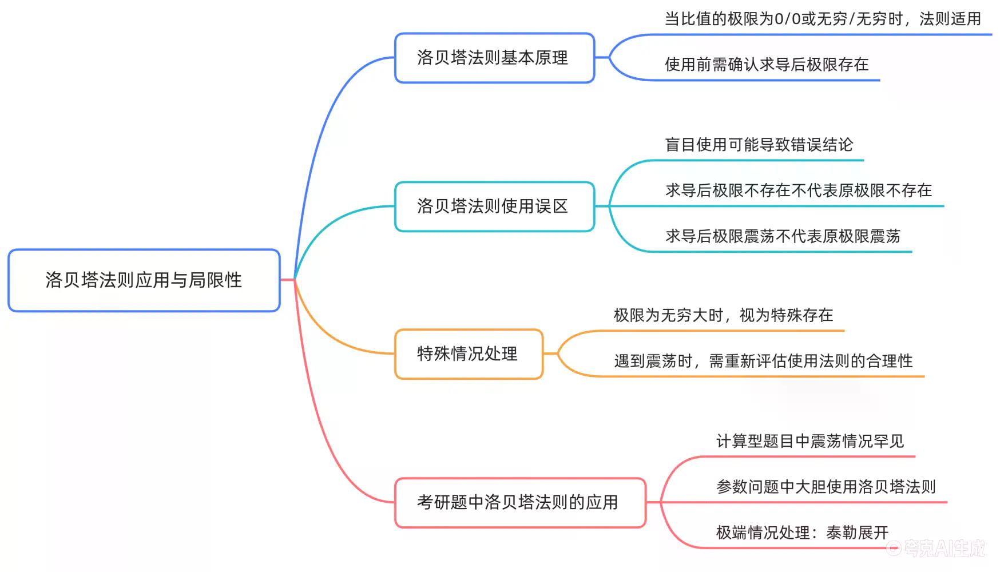 洛贝塔法则应用与局限性
洛贝塔法则基本原理
当比值的极限为0/0或无穷/无穷时，法则适用
使用前需确认求导后极限存在
洛贝塔法则使用误区
盲目使用可能导致错误结论
求导后极限不存在不代表原极限不存在
求导后极限震荡不代表原极限震荡
特殊情况处理
极限为无穷大时，视为特殊存在
遇到震荡时，需重新评估使用法则的合理性
考研题中洛贝塔法则的应用
计算型题目中震荡情况罕见
参数问题中大胆使用洛贝塔法则
极端情况处理：泰勒展开
夸克AI生成